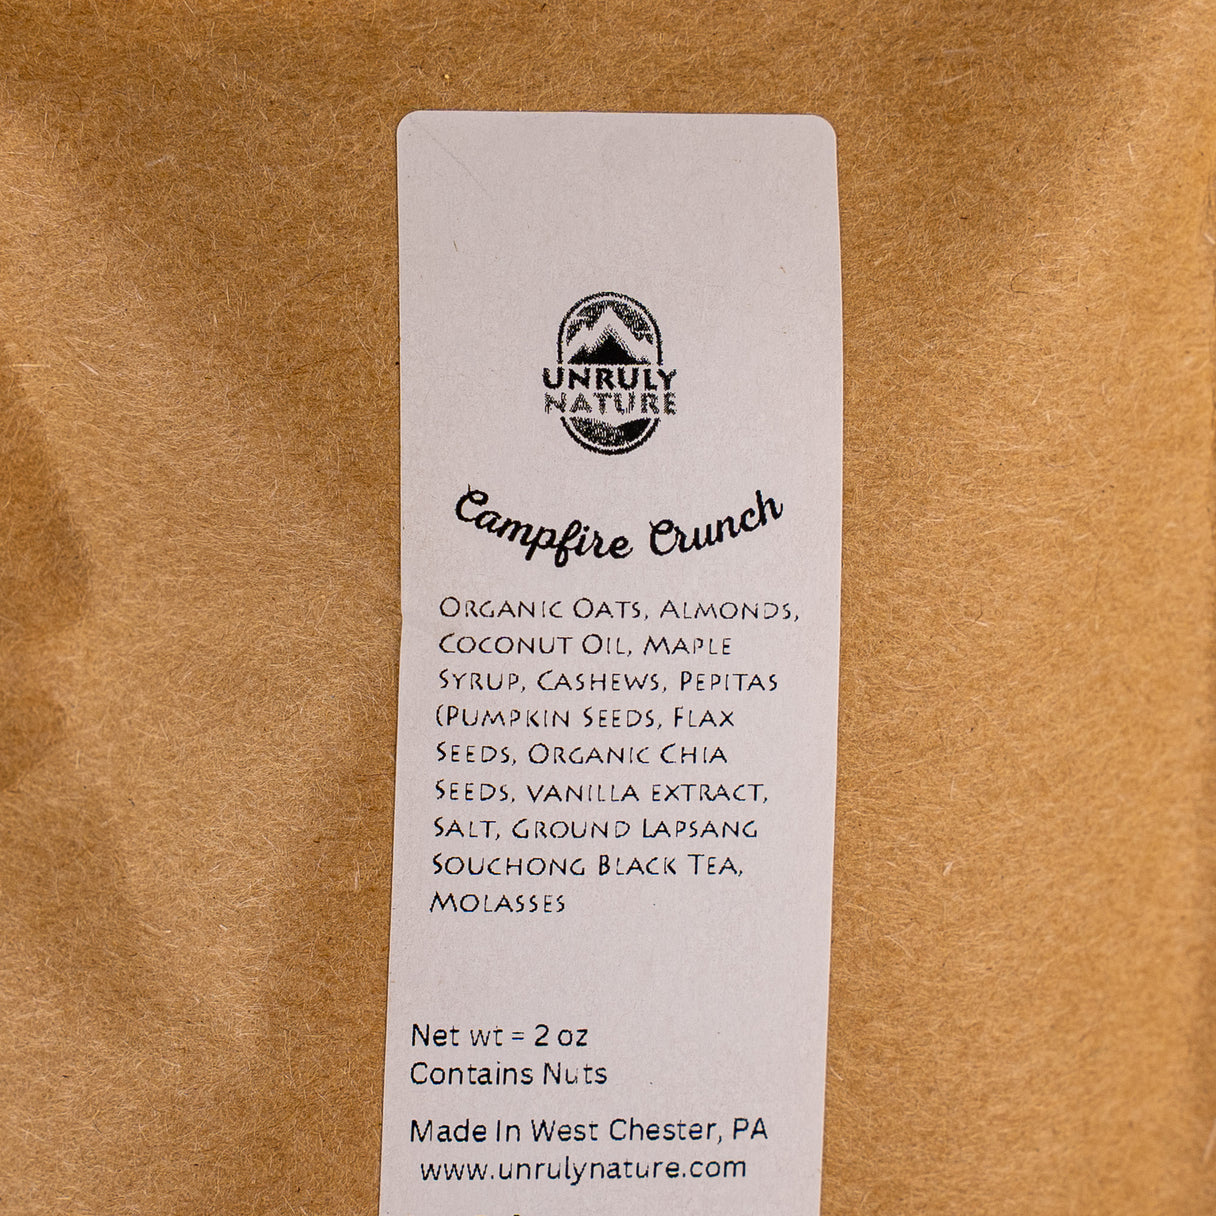 UNRULY
NATURE
Campfire Crunch
ORGANIC OATS, ALMONDS,
COCONUT OIL, MAPLE
SYRUP, CASHEWS, PEPITAS
(PUMPKIN SEEDS, FLAX
SEEDS, ORGANIC CHIA
SEEDS, VANILLA EXTRACT,
SALT, GROUND LAPSANG
SOUCHONG BLACK TEA,
MOLASSES
Net wt = 2 oz
Contains Nuts
Made In West Chester, PA
www.unrulynature.com